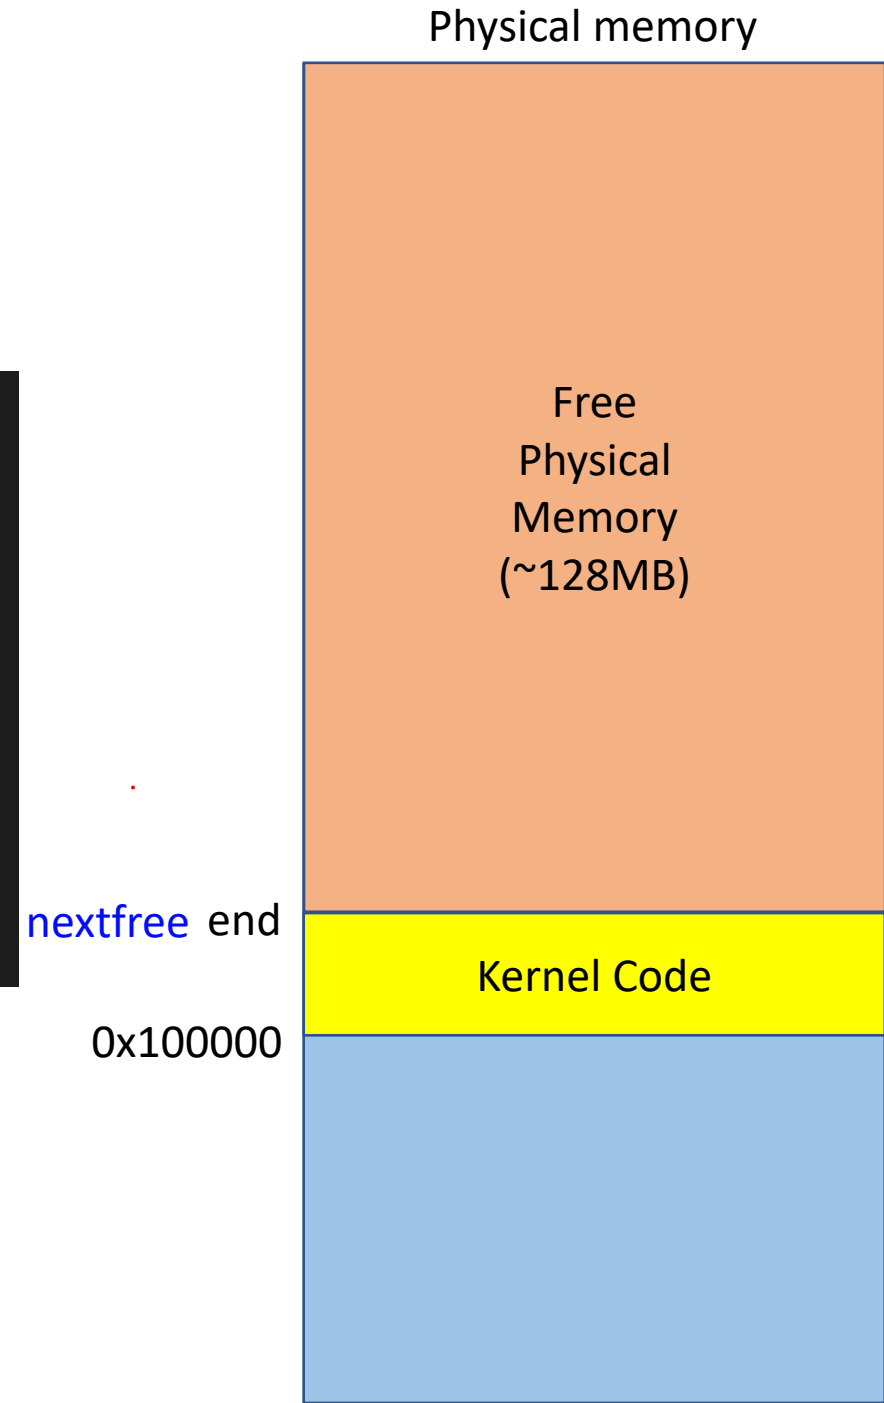 Physical memory
Free
Physical
Memory
(~128MB)
nextfree end
Kernel Code
0x100000